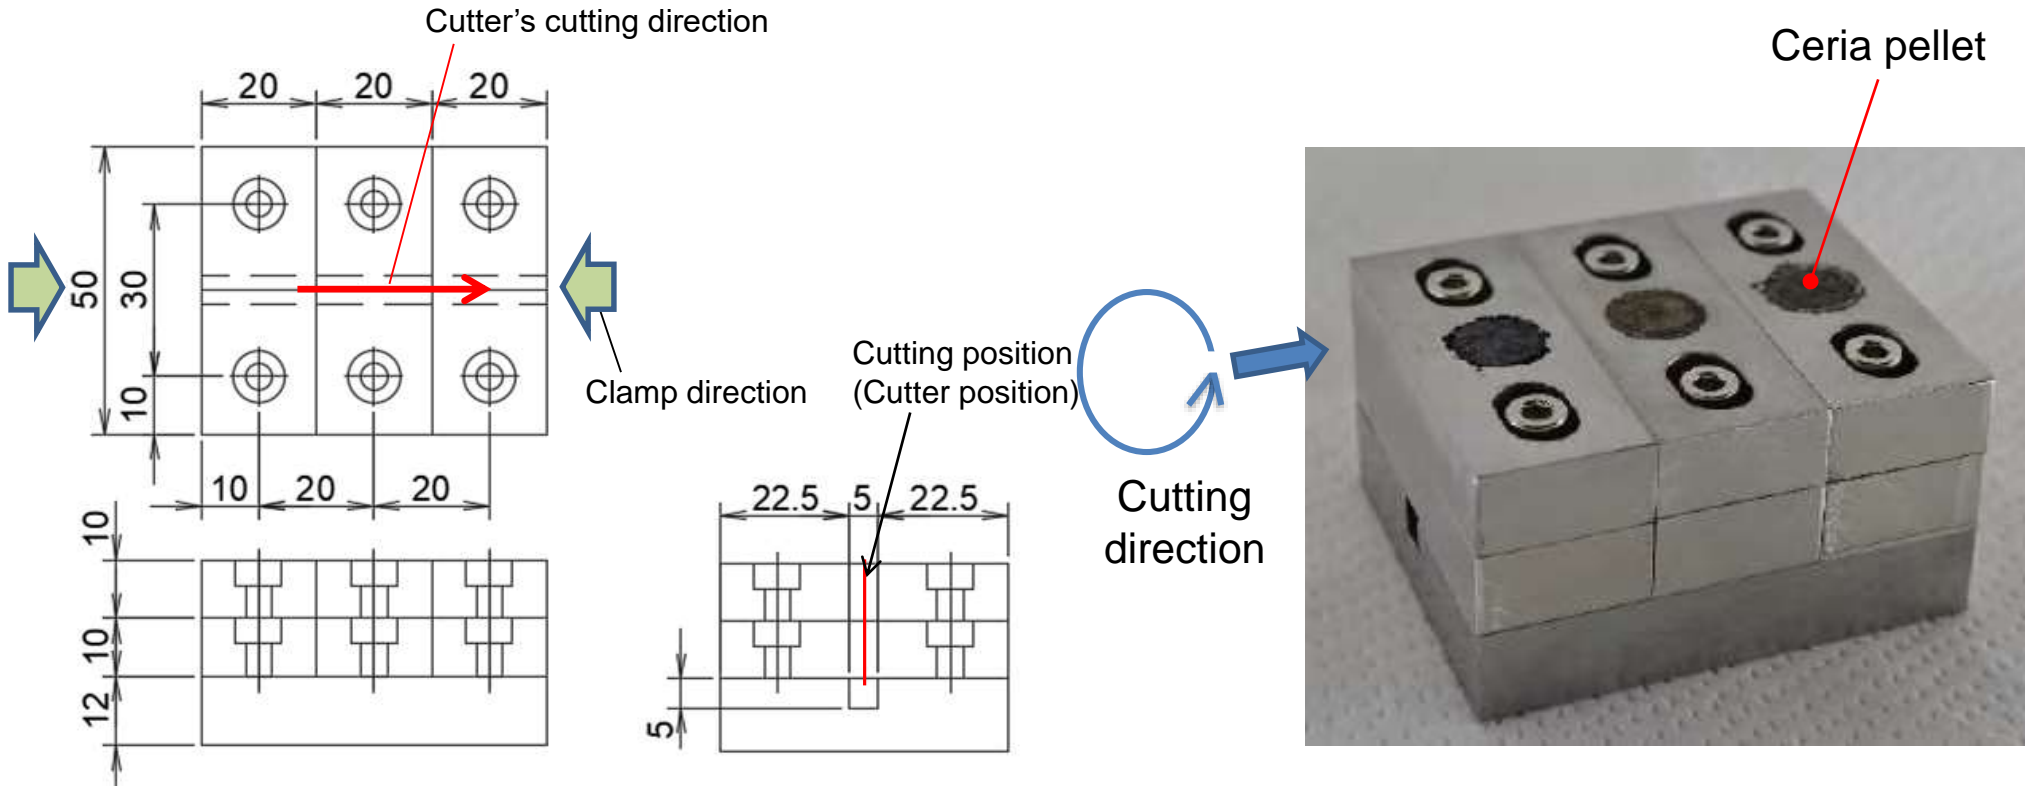 Cutter’s cutting direction
Ceria pellet
20
20
20
50
30
10
Clamp direction
Cutting position
(Cutter position)
Cutting
direction
10
20
20
10
10
12
22.5
5
22.5
5